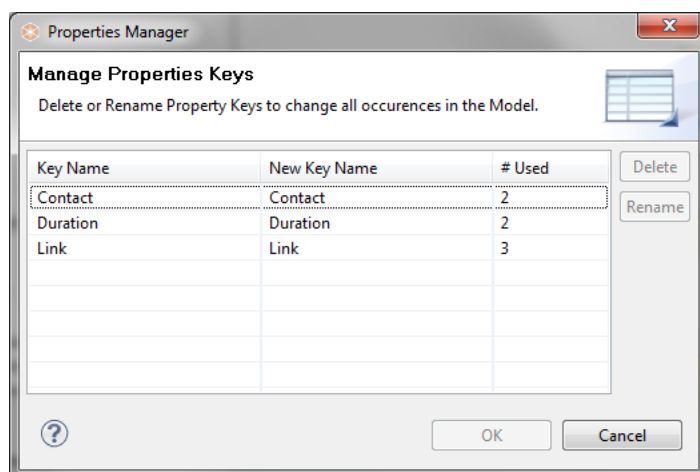 Properties Manager
Manage Properties Keys
Delete or Rename Property Keys to change all occurences in the Model.
Key Name New Key Name # Used
Contact Contact 2
Duration Duration 2
Link Link 3
Delete
Rename
?
OK Cancel